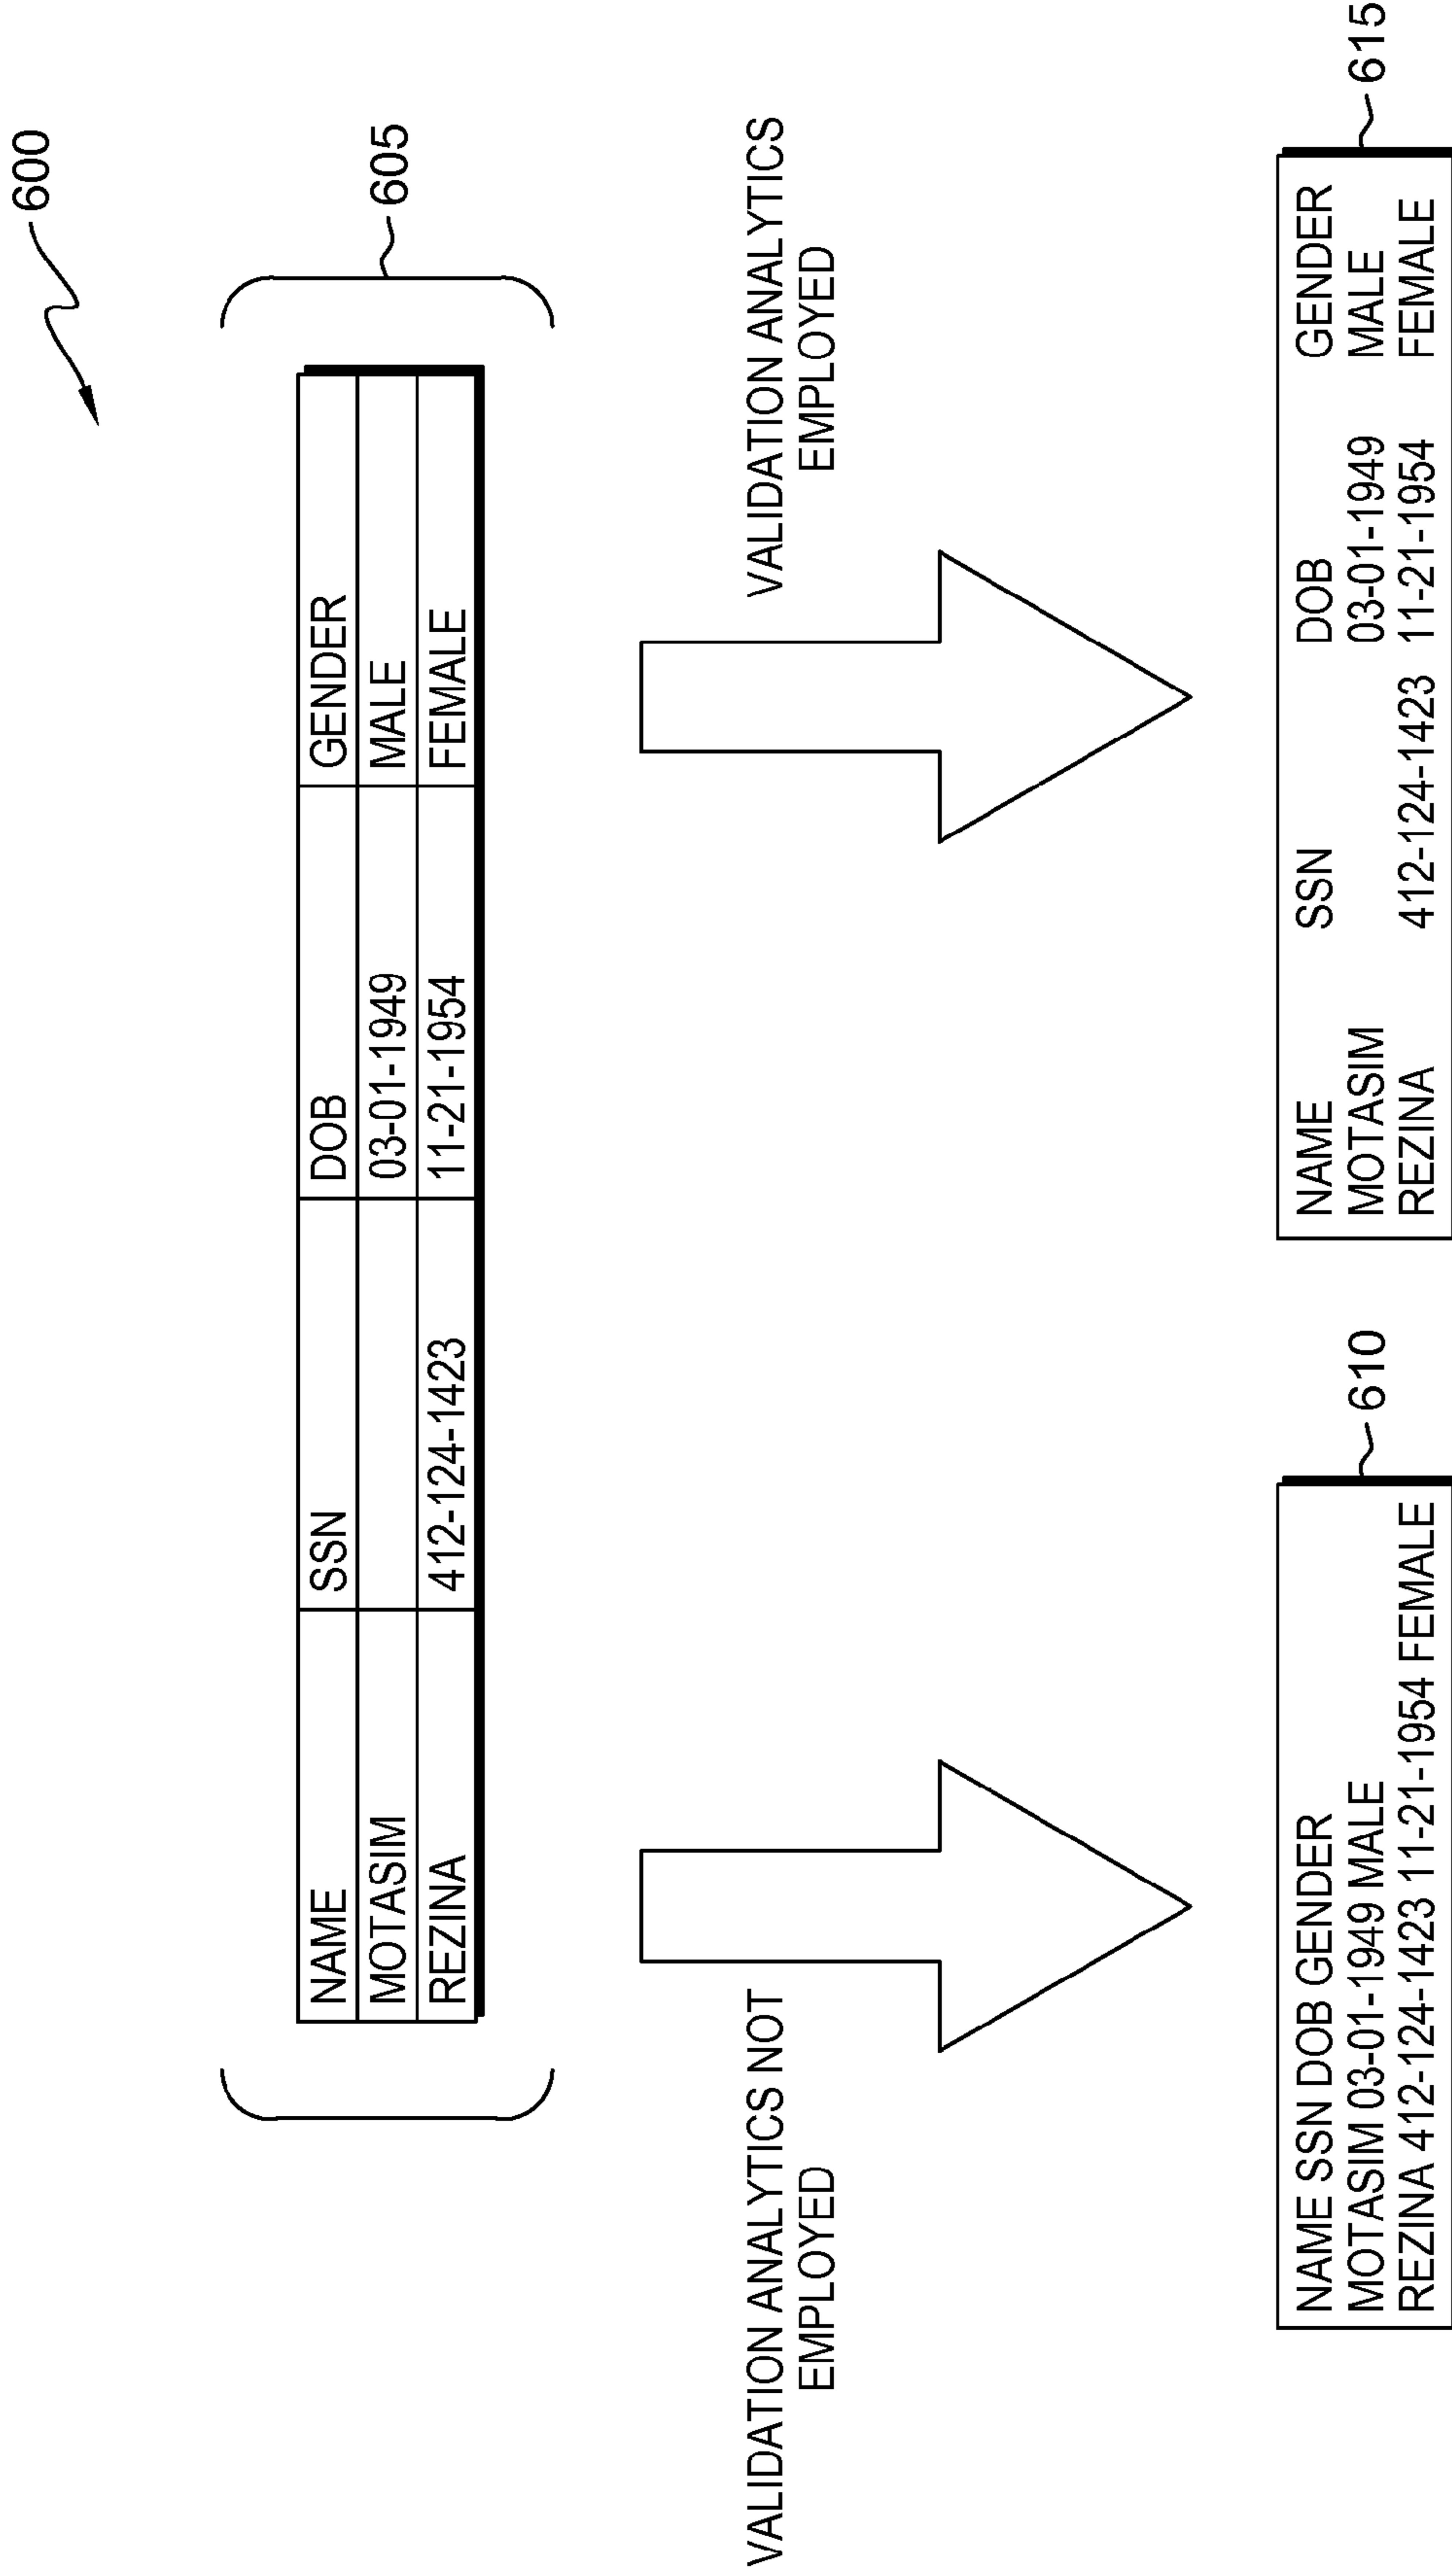 600
605
NAME SSN DOB GENDER
MOTASIM 03-01-1949 MALE
REZINA 412-124-1423 11-21-1954 FEMALE
VALIDATION ANALYTICS NOT
EMPLOYED
VALIDATION ANALYTICS
EMPLOYED
610
NAME SSN DOB GENDER
MOTASIM 03-01-1949 MALE
REZINA 412-124-1423 11-21-1954 FEMALE
615
NAME SSN DOB GENDER
MOTASIM 03-01-1949 MALE
REZINA 412-124-1423 11-21-1954 FEMALE